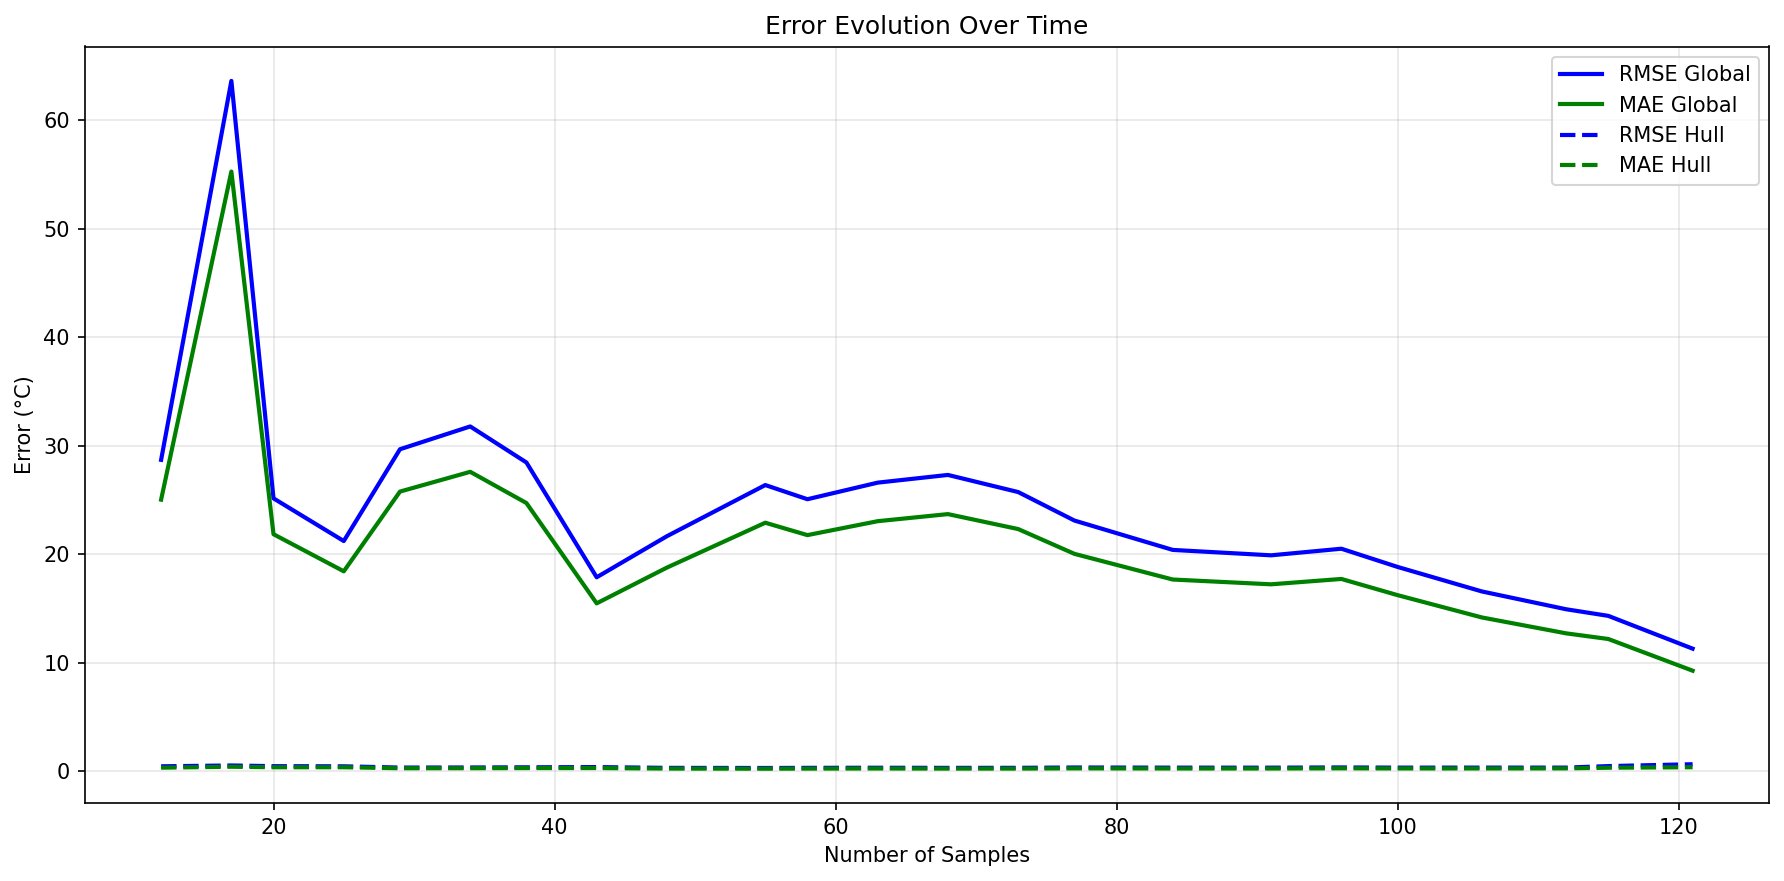 Error Evolution Over Time
Error (°C)
60
50
40
30
20
10
0
RMSE Global
MAE Global
RMSE Hull
MAE Hull
20 40 60 80 100 120
Number of Samples